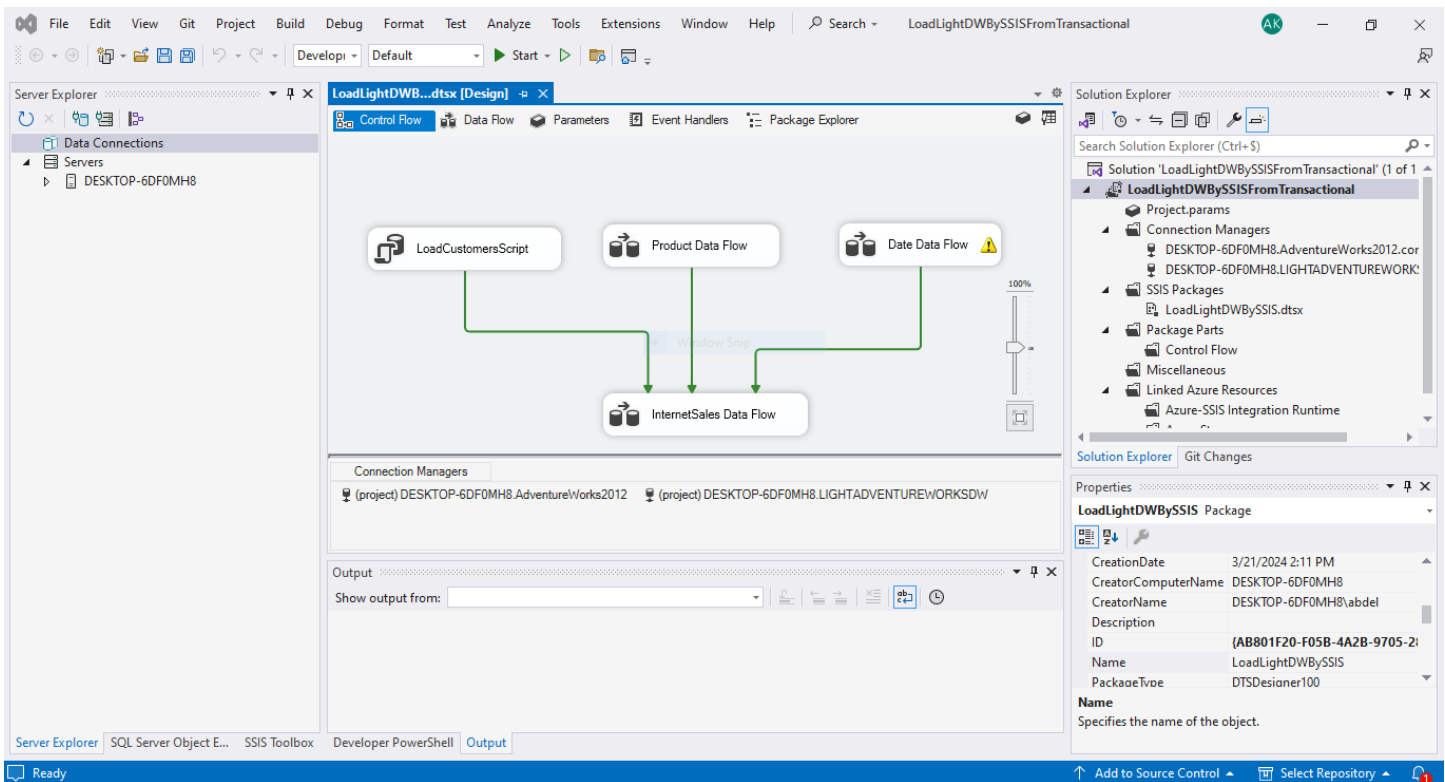 File Edit View Git Project Build Debug Format Test Analyze Tools Extensions Window Help Search LoadLightDWBySSISFromTransactional AK
Develop Default Start
Server Explorer
Data Connections
Servers
DESKTOP-6DF0MH8
Server Explorer SQL Server Object E... SSIS Toolbox
LoadLightDWB...dtsx [Design]
Control Flow Data Flow Parameters Event Handlers Package Explorer
LoadCustomersScript
Product Data Flow
Date Data Flow
100%
Window Snip
InternetSales Data Flow
Connection Managers
(project) DESKTOP-6DF0MH8.AdventureWorks2012 (project) DESKTOP-6DF0MH8.LIGHTADVENTUREWORKSDW
Output
Show output from:
Developer PowerShell Output
Solution Explorer
Search Solution Explorer (Ctrl+$)
Solution 'LoadLightDWBySSISFromTransactional' (1 of 1
LoadLightDWBySSISFromTransactional
Project.params
Connection Managers
DESKTOP-6DF0MH8.AdventureWorks2012.cor
DESKTOP-6DF0MH8.LIGHTADVENTUREWORKS
SSIS Packages
LoadLightDWBySSIS.dtsx
Package Parts
Control Flow
Miscellaneous
Linked Azure Resources
Azure-SSIS Integration Runtime
Solution Explorer Git Changes
Properties
LoadLightDWBySSIS Package
CreationDate 3/21/2024 2:11 PM
CreatorComputerName DESKTOP-6DF0MH8
CreatorName DESKTOP-6DF0MH8\abdel
Description
ID {AB801F20-F05B-4A2B-9705-28
Name LoadLightDWBySSIS
PackageType DTSDesigner100
Name
Specifies the name of the object.
Ready Add to Source Control Select Repository 1